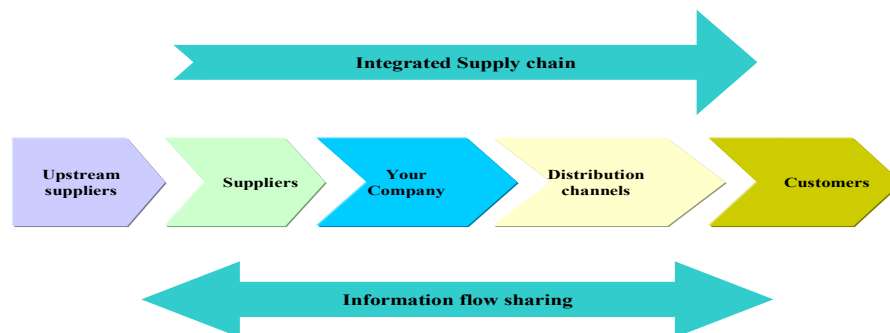 Integrated Supply chain
Upstream
suppliers
Suppliers
Your
Company
Distribution
channels
Customers
Information flow sharing